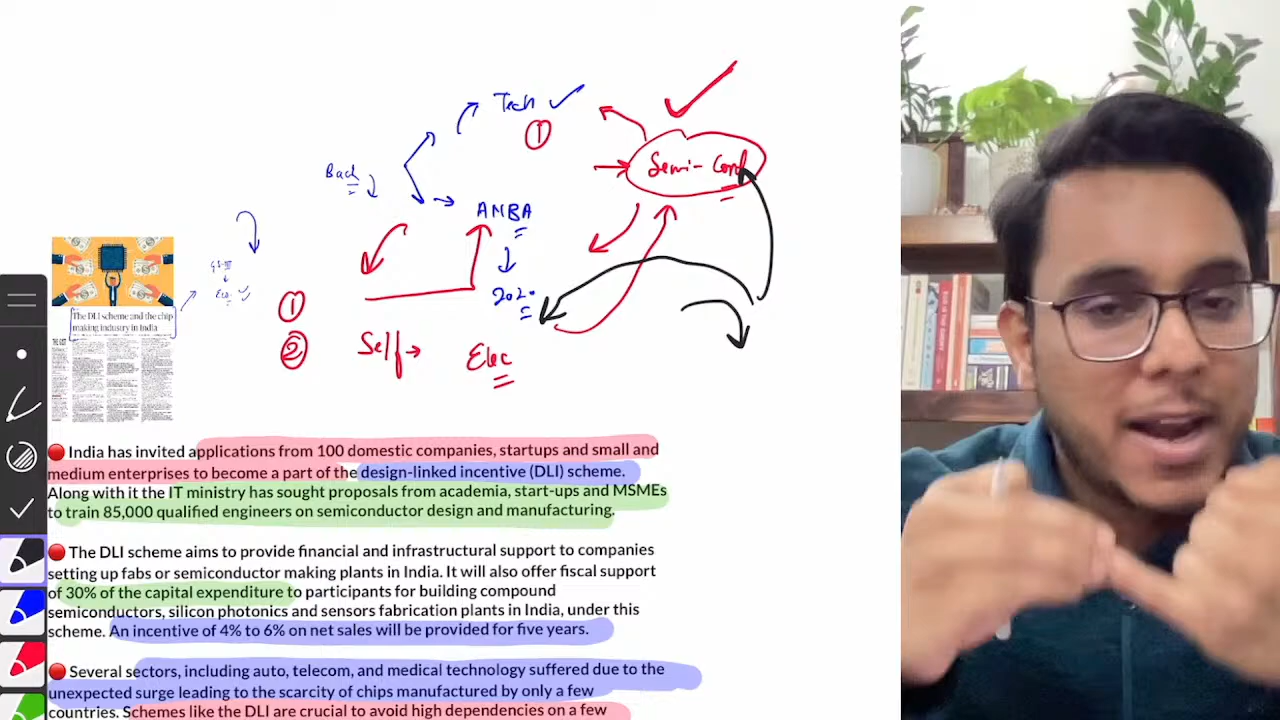 Tech
①
Semi-Cond
Back
AMBA
2020
GS-III
The DLI scheme and the chip
making industry in India
①
② Self → Elec
🔴 India has invited applications from 100 domestic companies, startups and small and
medium enterprises to become a part of the design-linked incentive (DLI) scheme.
Along with it the IT ministry has sought proposals from academia, start-ups and MSMEs
to train 85,000 qualified engineers on semiconductor design and manufacturing.
🔴 The DLI scheme aims to provide financial and infrastructural support to companies
setting up fabs or semiconductor making plants in India. It will also offer fiscal support
of 30% of the capital expenditure to participants for building compound
semiconductors, silicon photonics and sensors fabrication plants in India, under this
scheme. An incentive of 4% to 6% on net sales will be provided for five years.
🔴 Several sectors, including auto, telecom, and medical technology suffered due to the
unexpected surge leading to the scarcity of chips manufactured by only a few
countries. Schemes like the DLI are crucial to avoid high dependencies on a few